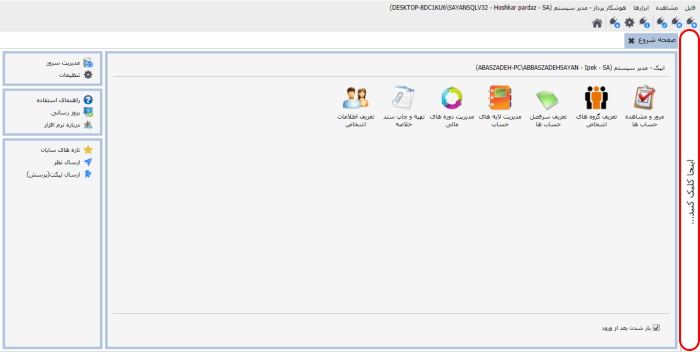 فایل مشاهده ابزارها هوشکار پرداز - مدیر سیستم (DESKTOP-8DC1KU6\SAYANSQLV32 - Hoshkar pardaz - SA)
صفحه شروع
اینجا کلیک کنید...
ایپک - مدیر سیستم (ABASZADEH-PC\ABBASZADEHSAYAN - Ipek - SA)
مرور و مشاهده حساب ها
تعریف گروه های اشخاص
تعریف سرفصل حساب ها
مدیریت لایه های حساب
مدیریت دوره های مالی
تهیه و چاپ سند خلاصه
تعریف اطلاعات اشخاص
باز شدن بعد از ورود
مدیریت سرور
تنظیمات
راهنمای استفاده
بروز رسانی
درباره نرم افزار
تازه های سایان
ارسال نظر
ارسال تیکت(پرسش)